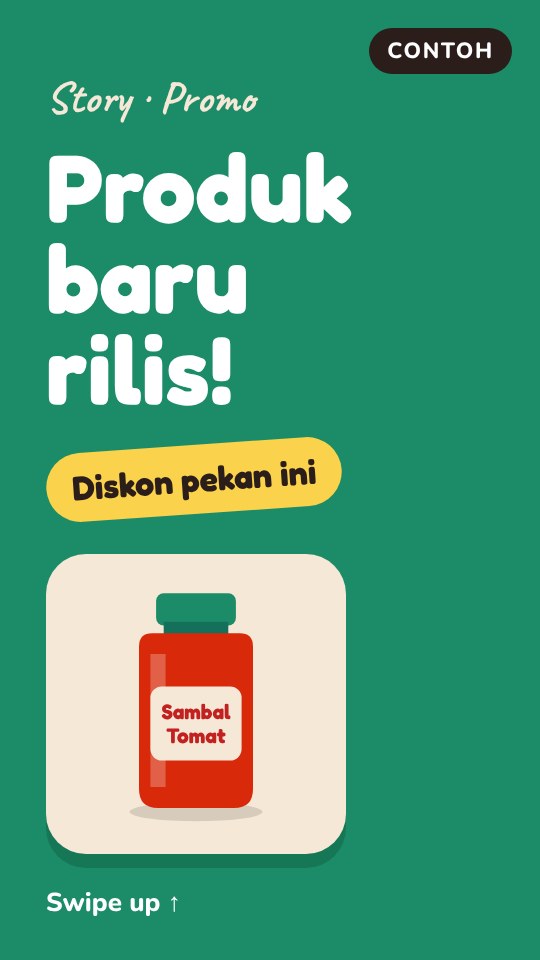 CONTOH
Story · Promo
Produk
baru
rilis!
Diskon pekan ini
Sambal
Tomat
Swipe up ↑